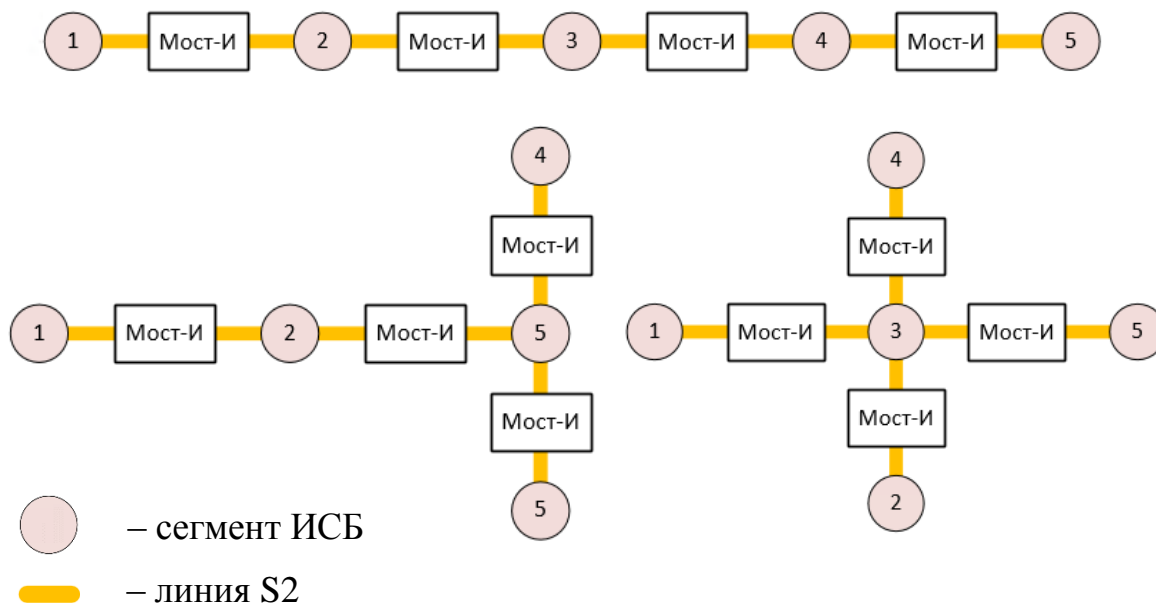 1 Мост-И 2 Мост-И 3 Мост-И 4 Мост-И 5
4
Мост-И
1 Мост-И 2 Мост-И 5
Мост-И
5
4
Мост-И
1 Мост-И 3 Мост-И 5
Мост-И
2
– сегмент ИСБ
– линия S2